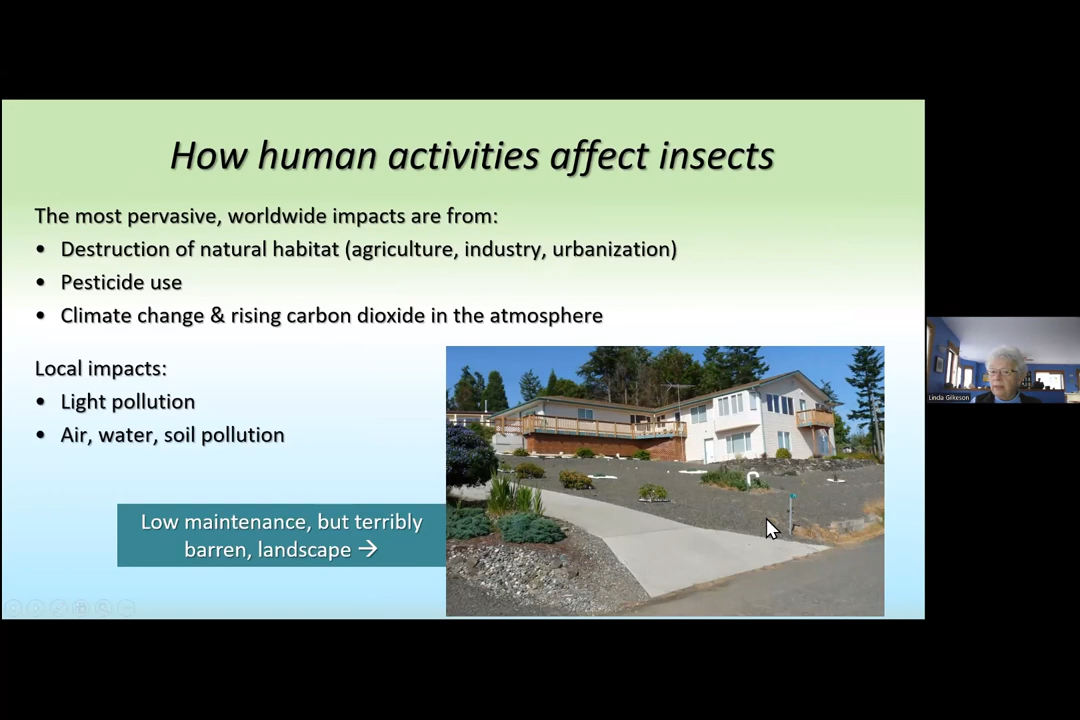 How human activities affect insects
The most pervasive, worldwide impacts are from:
• Destruction of natural habitat (agriculture, industry, urbanization)
• Pesticide use
• Climate change & rising carbon dioxide in the atmosphere
Local impacts:
• Light pollution
• Air, water, soil pollution
Low maintenance, but terribly
barren, landscape →
Linda Gilkeson